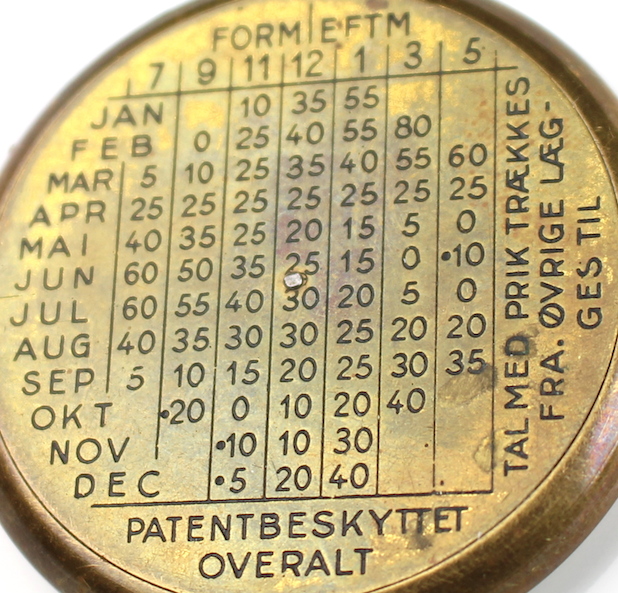 FORM EFTM
7 9 11 12 1 3 5
JAN 10 35 55
FEB 0 25 40 55 80
MAR 5 10 25 35 40 55 60
APR 25 25 25 25 25 25 25
MAI 40 35 25 20 15 5 0
JUN 60 50 35 25 15 0 •10
JUL 60 55 40 30 20 5 0
AUG 40 35 30 30 25 20 20
SEP 5 10 15 20 25 30 35
OKT •20 0 10 20 40
NOV •10 10 30
DEC •5 20 40
TAL MED PRIK TRÆKKES
FRA. ØVRIGE LÆG-
GES TIL
PATENTBESKYTTET
OVERALT